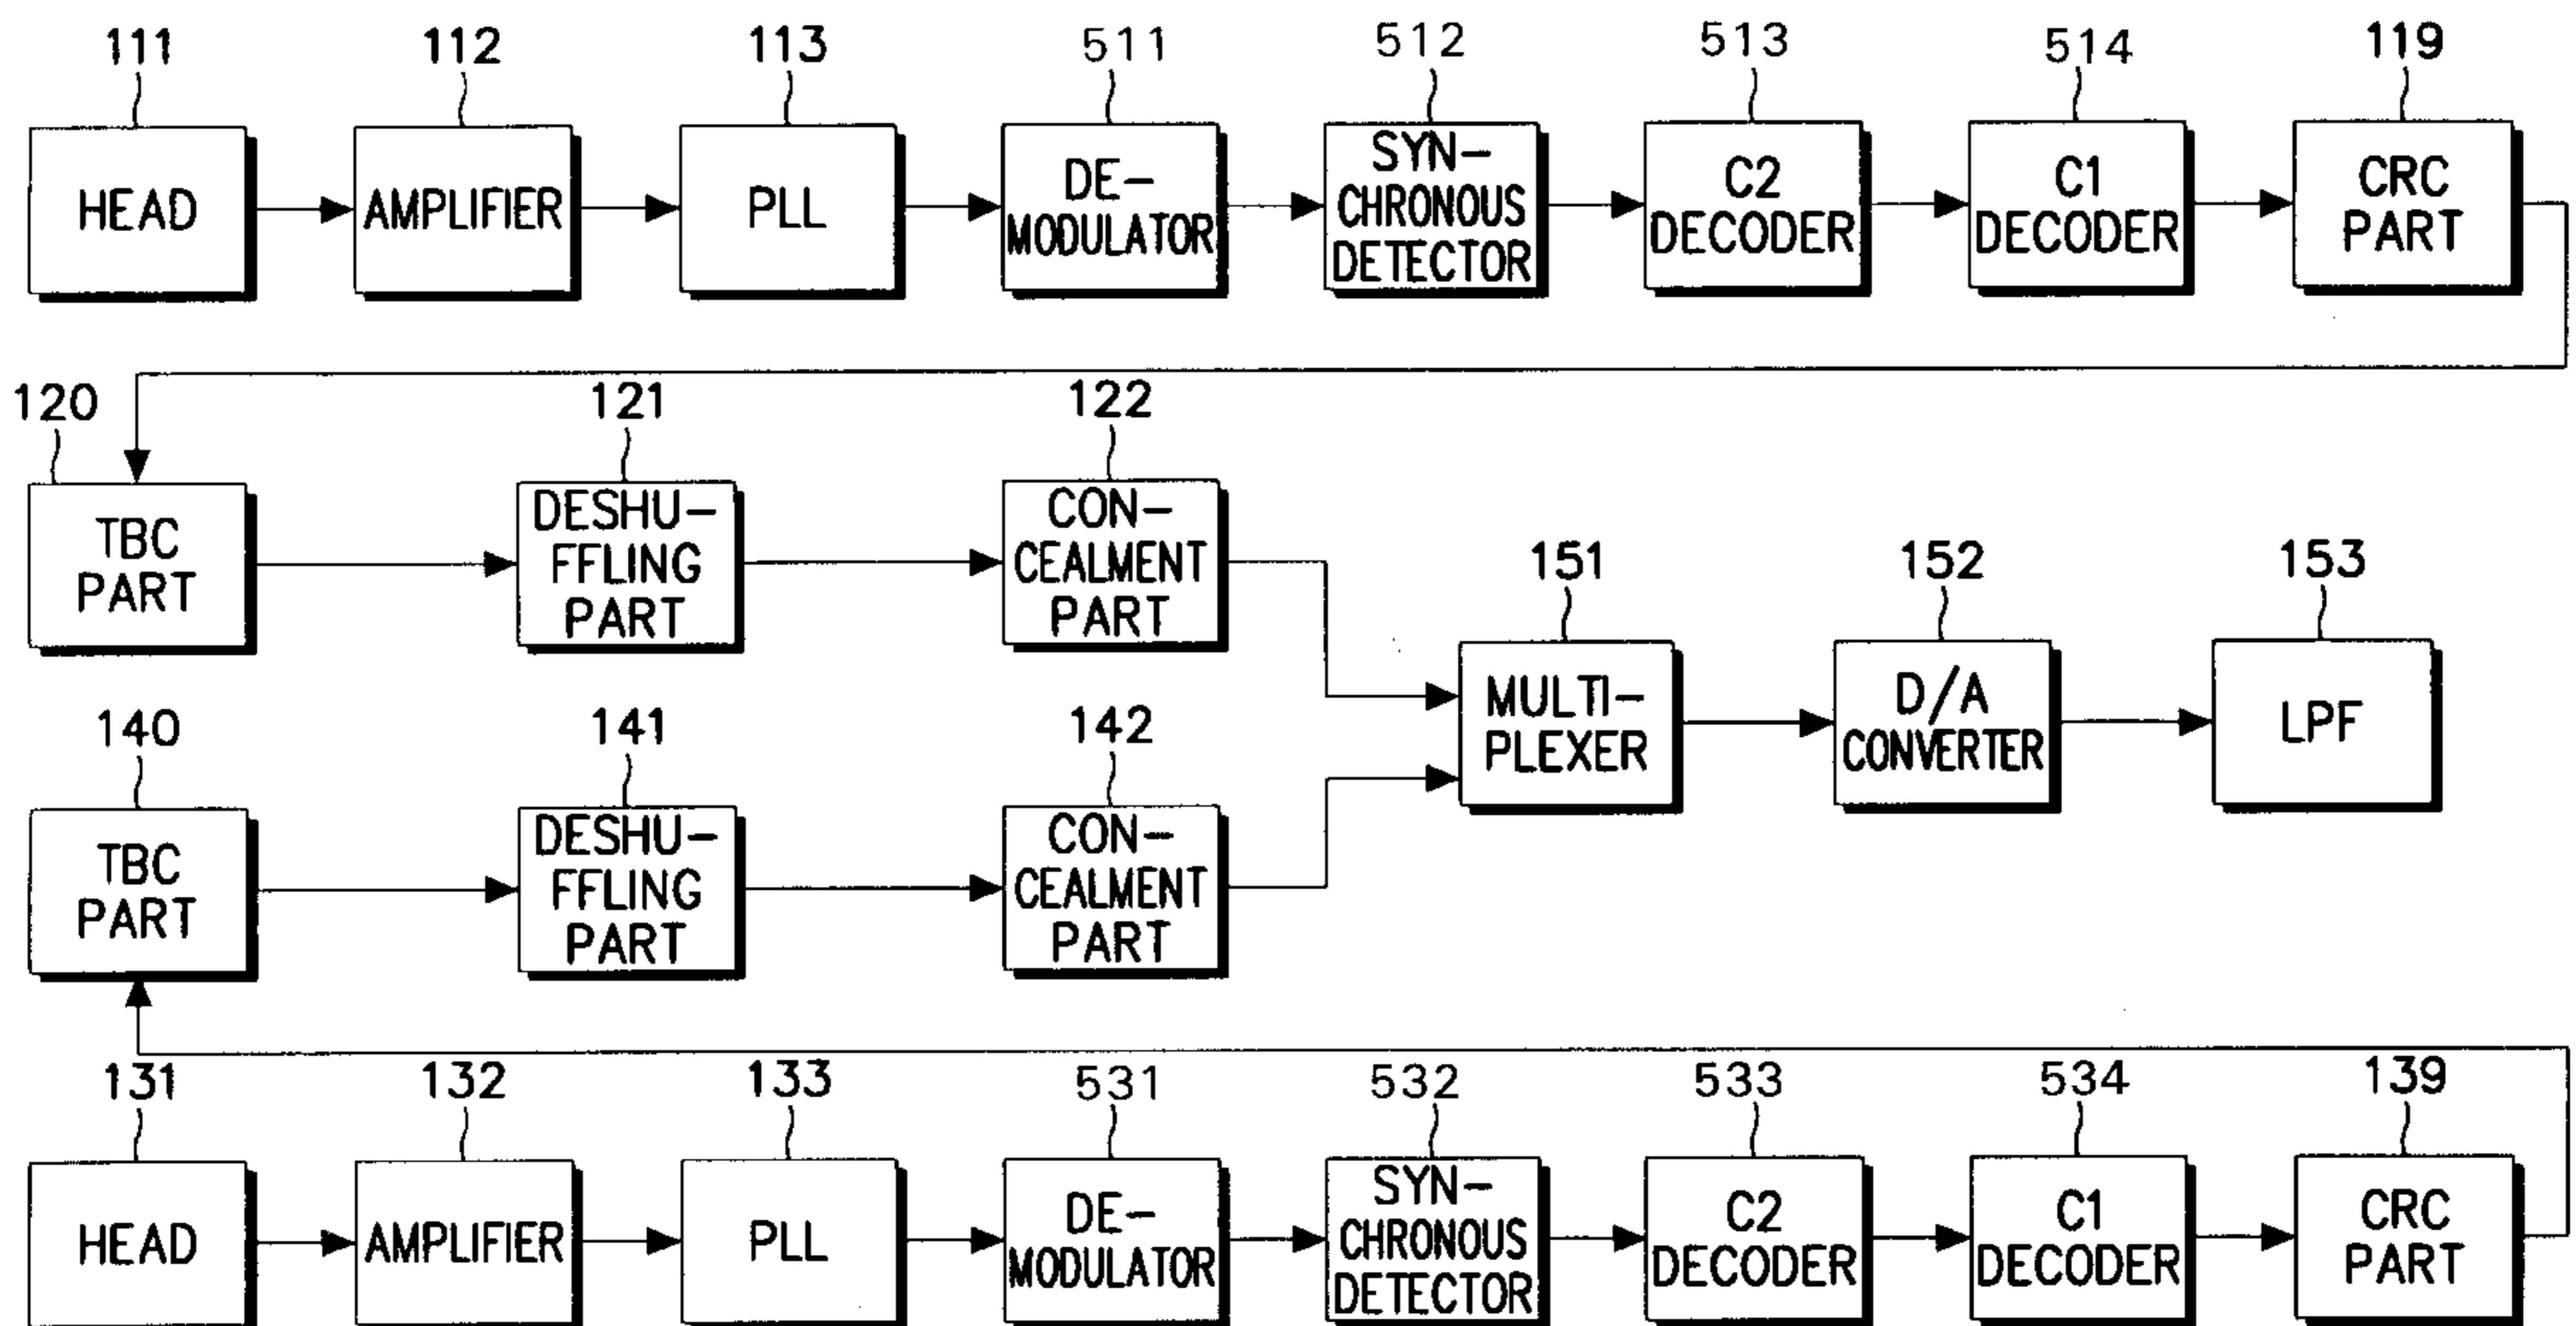 111 112 113 511 512 513 514 119
HEAD
AMPLIFIER
PLL
DE-
MODULATOR
SYN-
CHRONOUS
DETECTOR
C2
DECODER
C1
DECODER
CRC
PART
120 121 122
TBC
PART
DESHU-
FFLING
PART
CON-
CEALMENT
PART
151 152 153
MULTI-
PLEXER
D/A
CONVERTER
LPF
140 141 142
TBC
PART
DESHU-
FFLING
PART
CON-
CEALMENT
PART
131 132 133 531 532 533 534 139
HEAD
AMPLIFIER
PLL
DE-
MODULATOR
SYN-
CHRONOUS
DETECTOR
C2
DECODER
C1
DECODER
CRC
PART